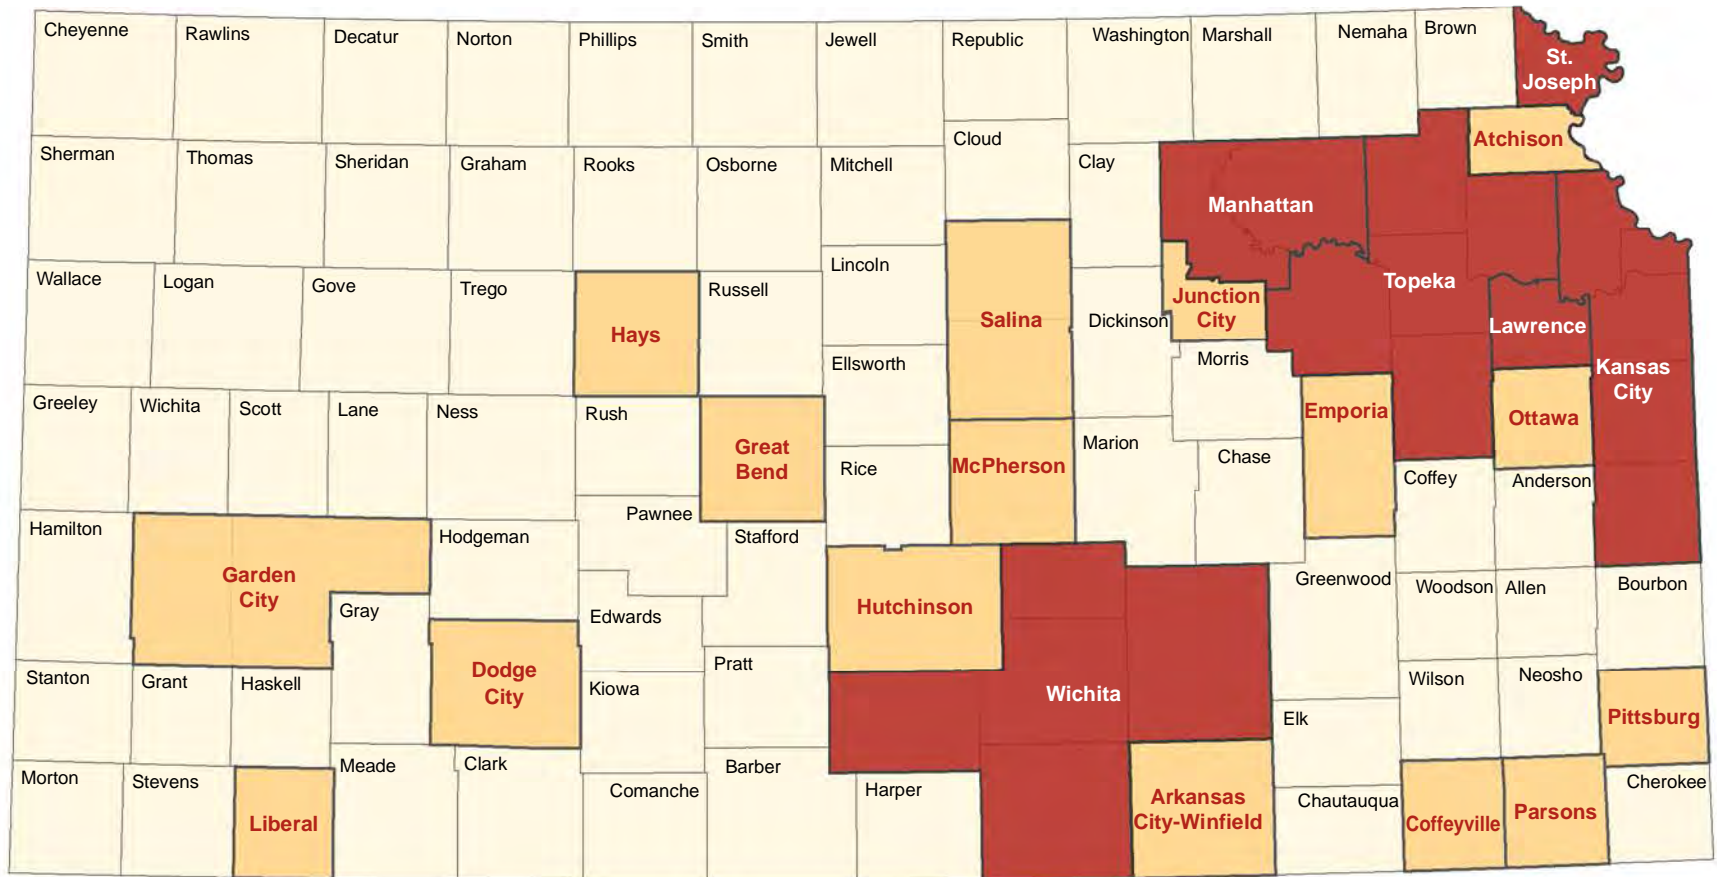 Cheyenne
Rawlins
Decatur
Norton
Phillips
Smith
Jewell
Republic
Washington
Marshall
Nemaha
Brown
St.
Joseph
Sherman
Thomas
Sheridan
Graham
Rooks
Osborne
Mitchell
Cloud
Clay
Manhattan
Atchison
Wallace
Logan
Gove
Trego
Hays
Russell
Lincoln
Salina
Dickinson
Junction
City
Topeka
Lawrence
Kansas
City
Ellsworth
Morris
Greeley
Wichita
Scott
Lane
Ness
Rush
Great
Bend
Rice
McPherson
Marion
Chase
Emporia
Coffey
Ottawa
Anderson
Hamilton
Garden
City
Hodgeman
Pawnee
Stafford
Gray
Edwards
Hutchinson
Greenwood
Woodson
Allen
Bourbon
Stanton
Grant
Haskell
Dodge
City
Kiowa
Pratt
Wichita
Elk
Wilson
Neosho
Pittsburg
Morton
Stevens
Liberal
Meade
Clark
Comanche
Barber
Harper
Arkansas
City-Winfield
Chautauqua
Coffeyville
Parsons
Cherokee